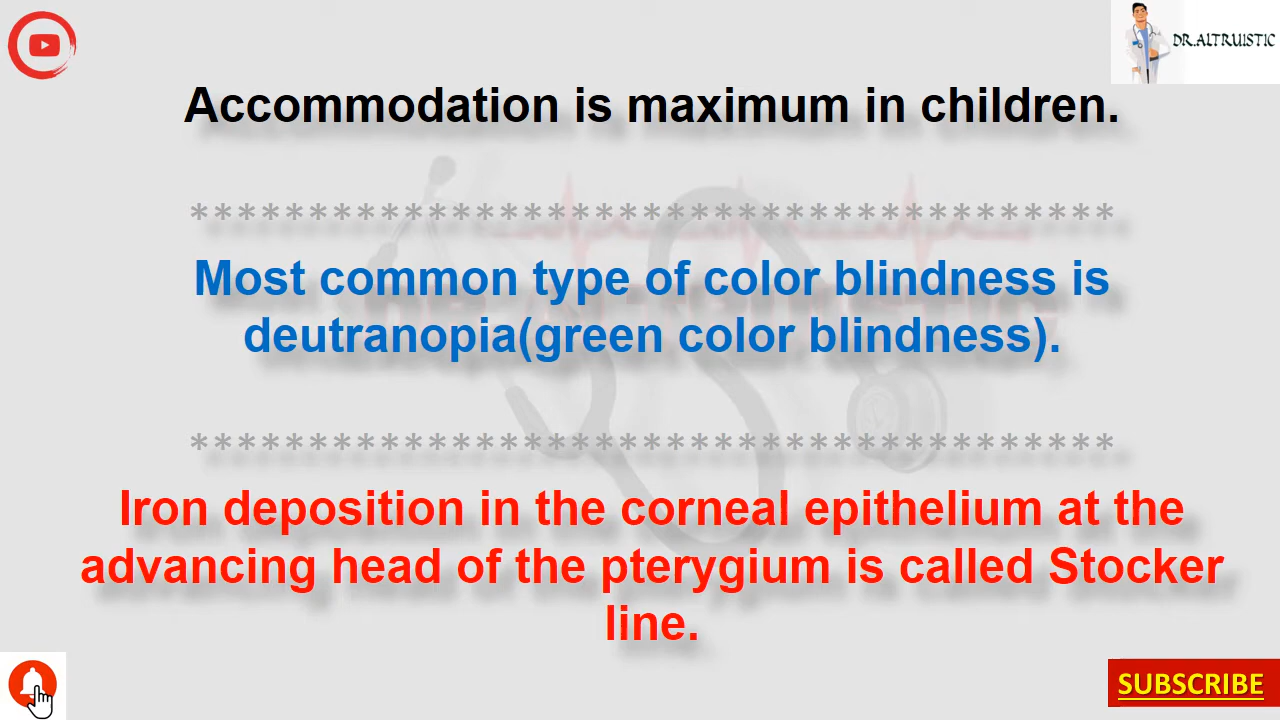 DR.ALTRUISTIC
Accommodation is maximum in children.
***************************************
Most common type of color blindness is
deutranopia(green color blindness).
***************************************
Iron deposition in the corneal epithelium at the
advancing head of the pterygium is called Stocker
line.
SUBSCRIBE